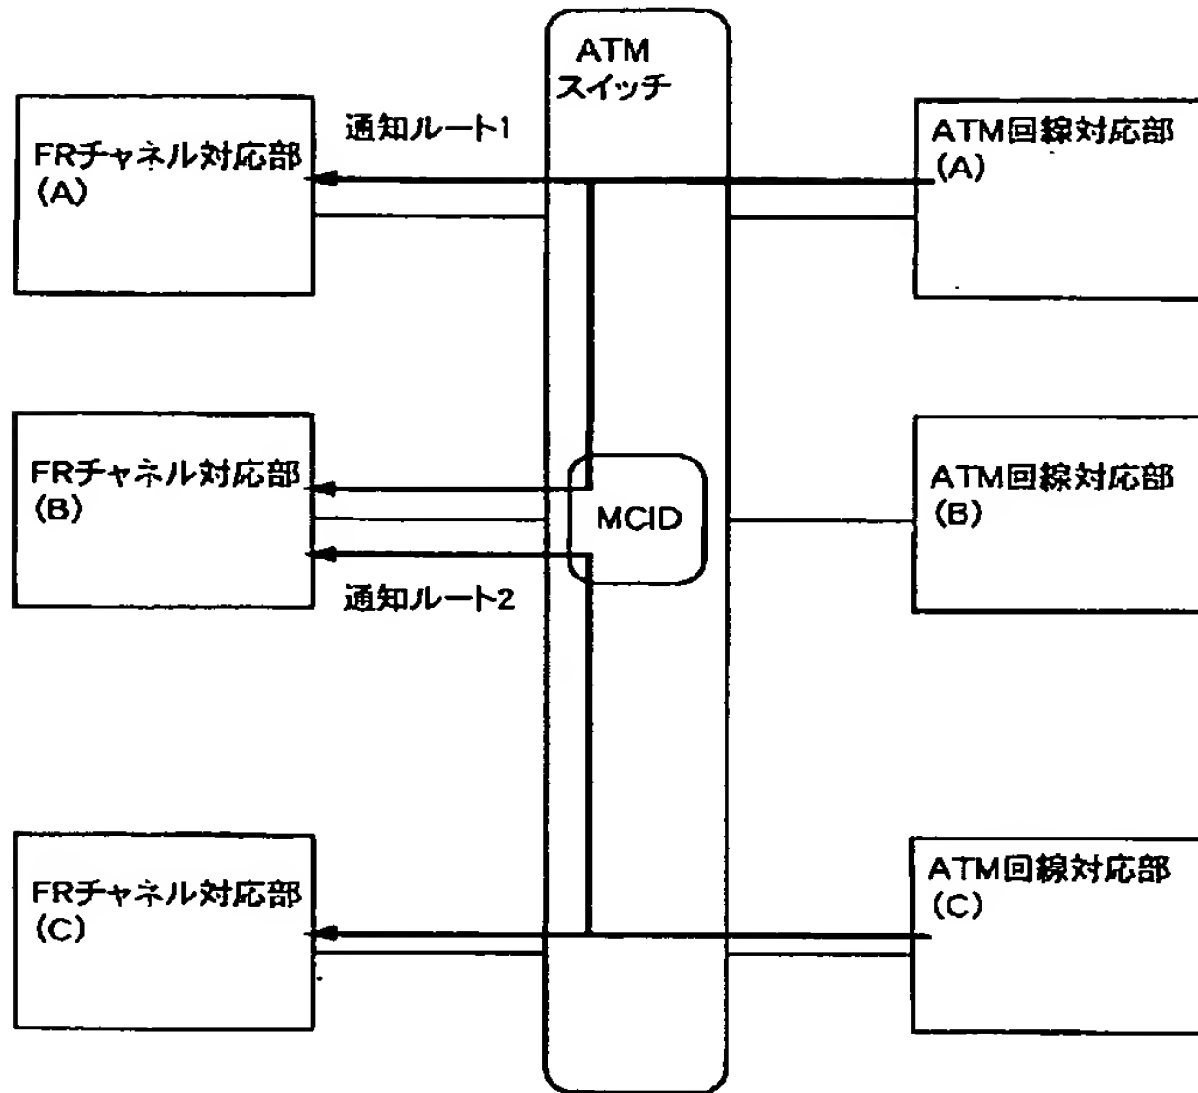 ATM
スイッチ
通知ルート1
FRチャネル対応部
(A)
ATM回線対応部
(A)
FRチャネル対応部
(B)
MCID
ATM回線対応部
(B)
通知ルート2
FRチャネル対応部
(C)
ATM回線対応部
(C)